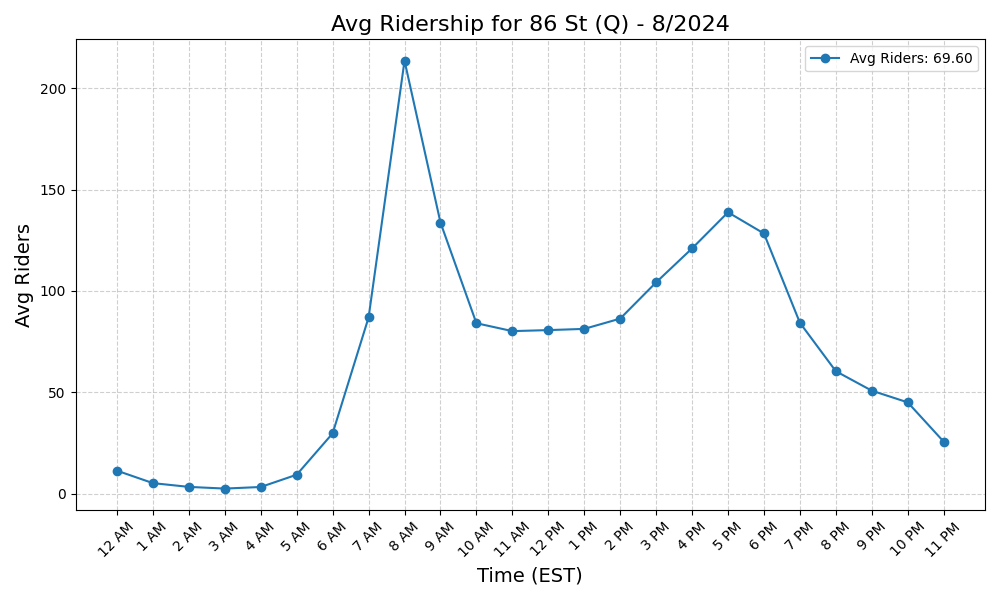 Avg Ridership for 86 St (Q) - 8/2024
Avg Riders: 69.60
Avg Riders
200
150
100
50
0
12 AM
1 AM
2 AM
3 AM
4 AM
5 AM
6 AM
7 AM
8 AM
9 AM
10 AM
11 AM
12 PM
1 PM
2 PM
3 PM
4 PM
5 PM
6 PM
7 PM
8 PM
9 PM
10 PM
11 PM
Time (EST)